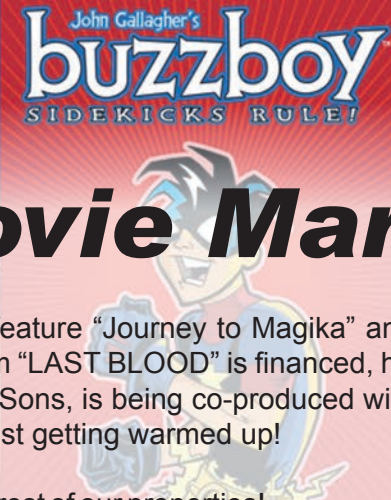 John Gallagher's
buzzboy
SIDEKICKS RULE!
ovie Mar
eature “Journey to Magika” an
“LAST BLOOD” is financed, h
Sons, is being co-produced wi
st getting warmed up!
rest of our properties!